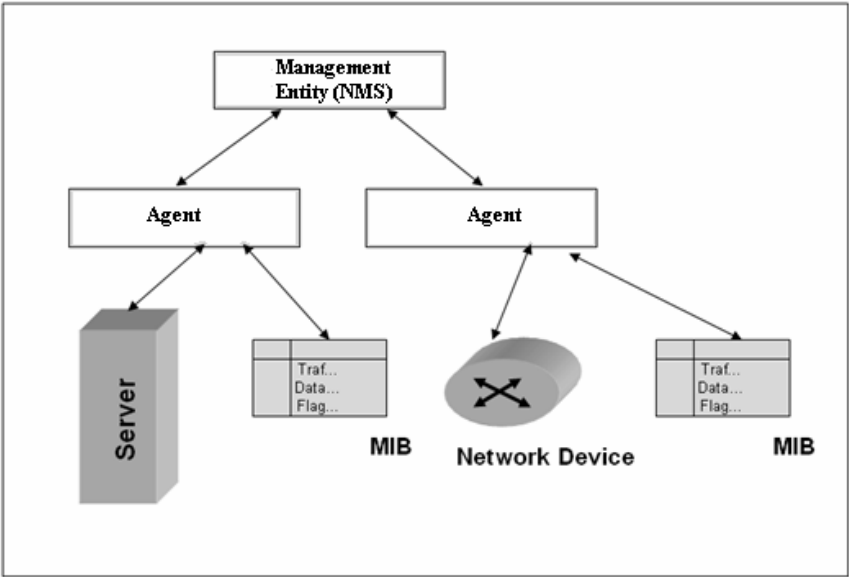 Management
Entity (NMS)
Agent
Agent
Server
Traf...
Data...
Flag...
MIB
Network Device
Traf...
Data...
Flag...
MIB